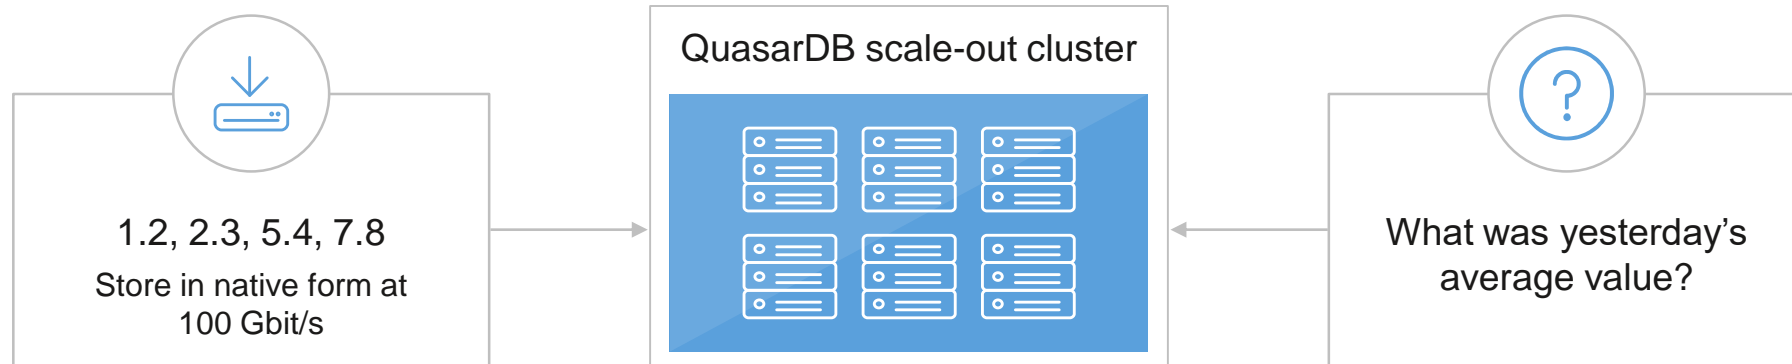 1.2, 2.3, 5.4, 7.8
Store in native form at
100 Gbit/s
QuasarDB scale-out cluster
?
What was yesterday’s
average value?